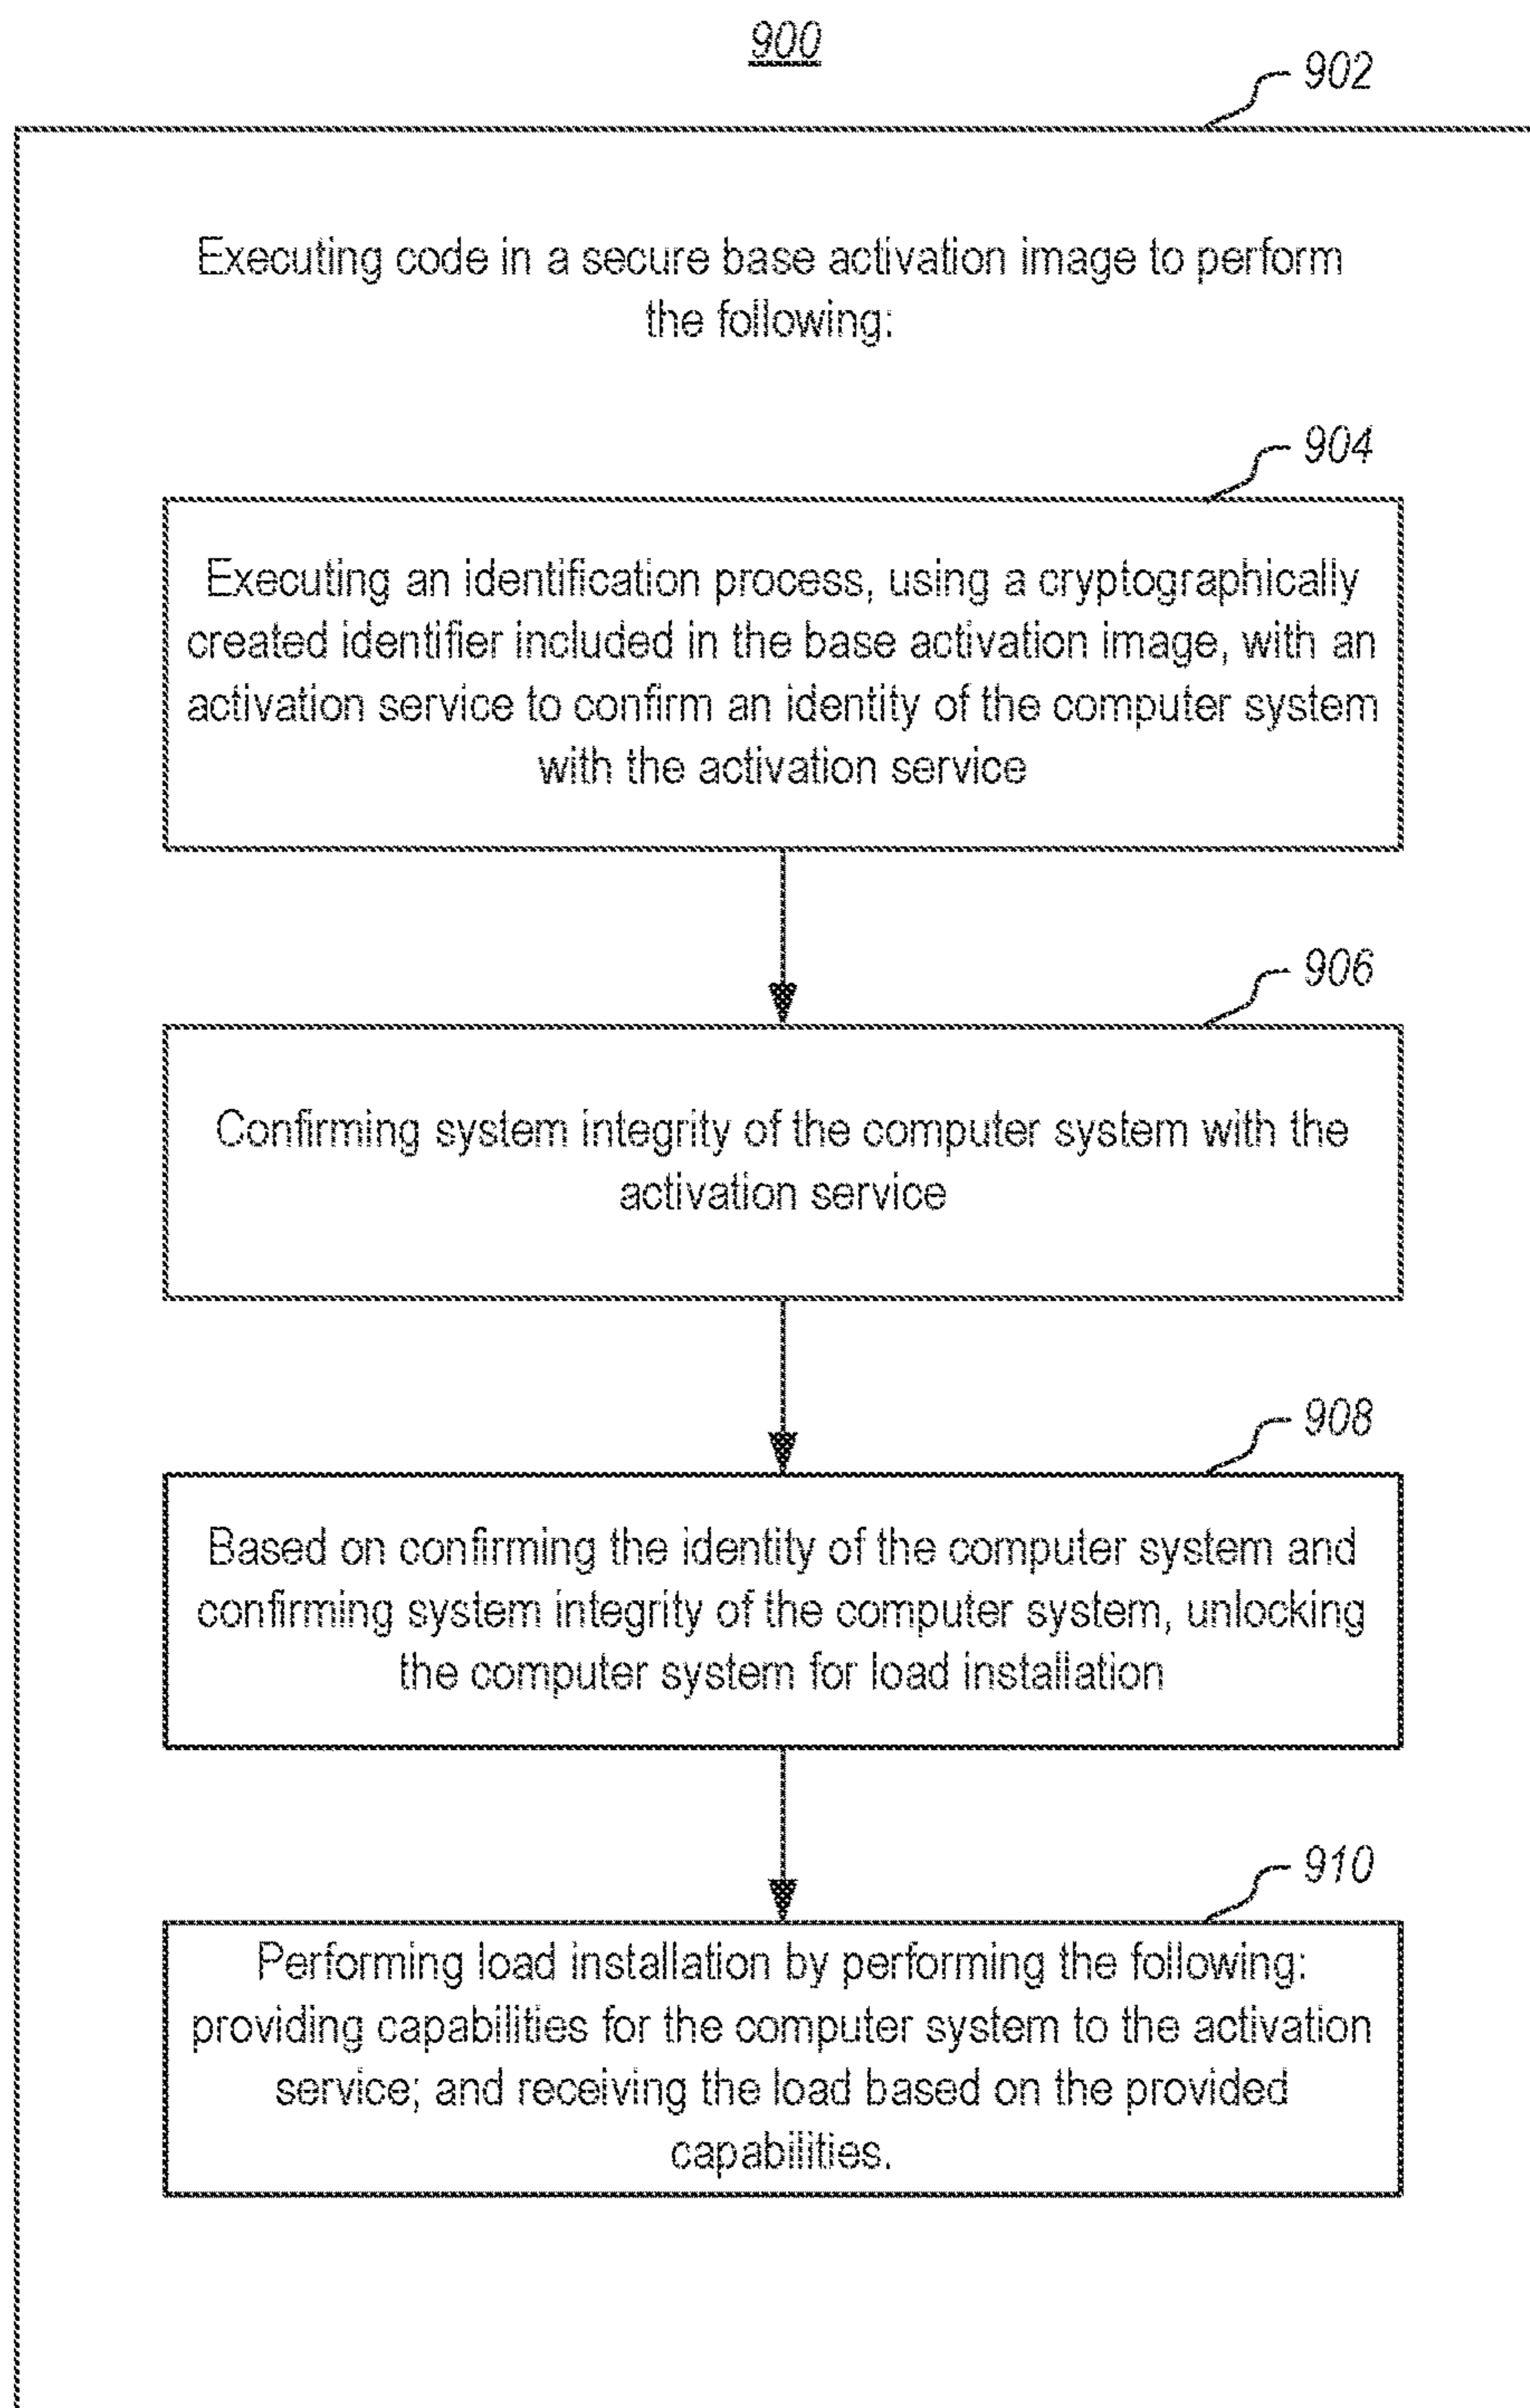 900
902
Executing code in a secure base activation image to perform
the following:
904
Executing an identification process, using a cryptographically
created identifier included in the base activation image, with an
activation service to confirm an identity of the computer system
with the activation service
906
Confirming system integrity of the computer system with the
activation service
908
Based on confirming the identity of the computer system and
confirming system integrity of the computer system, unlocking
the computer system for load installation
910
Performing load installation by performing the following:
providing capabilities for the computer system to the activation
service; and receiving the load based on the provided
capabilities.